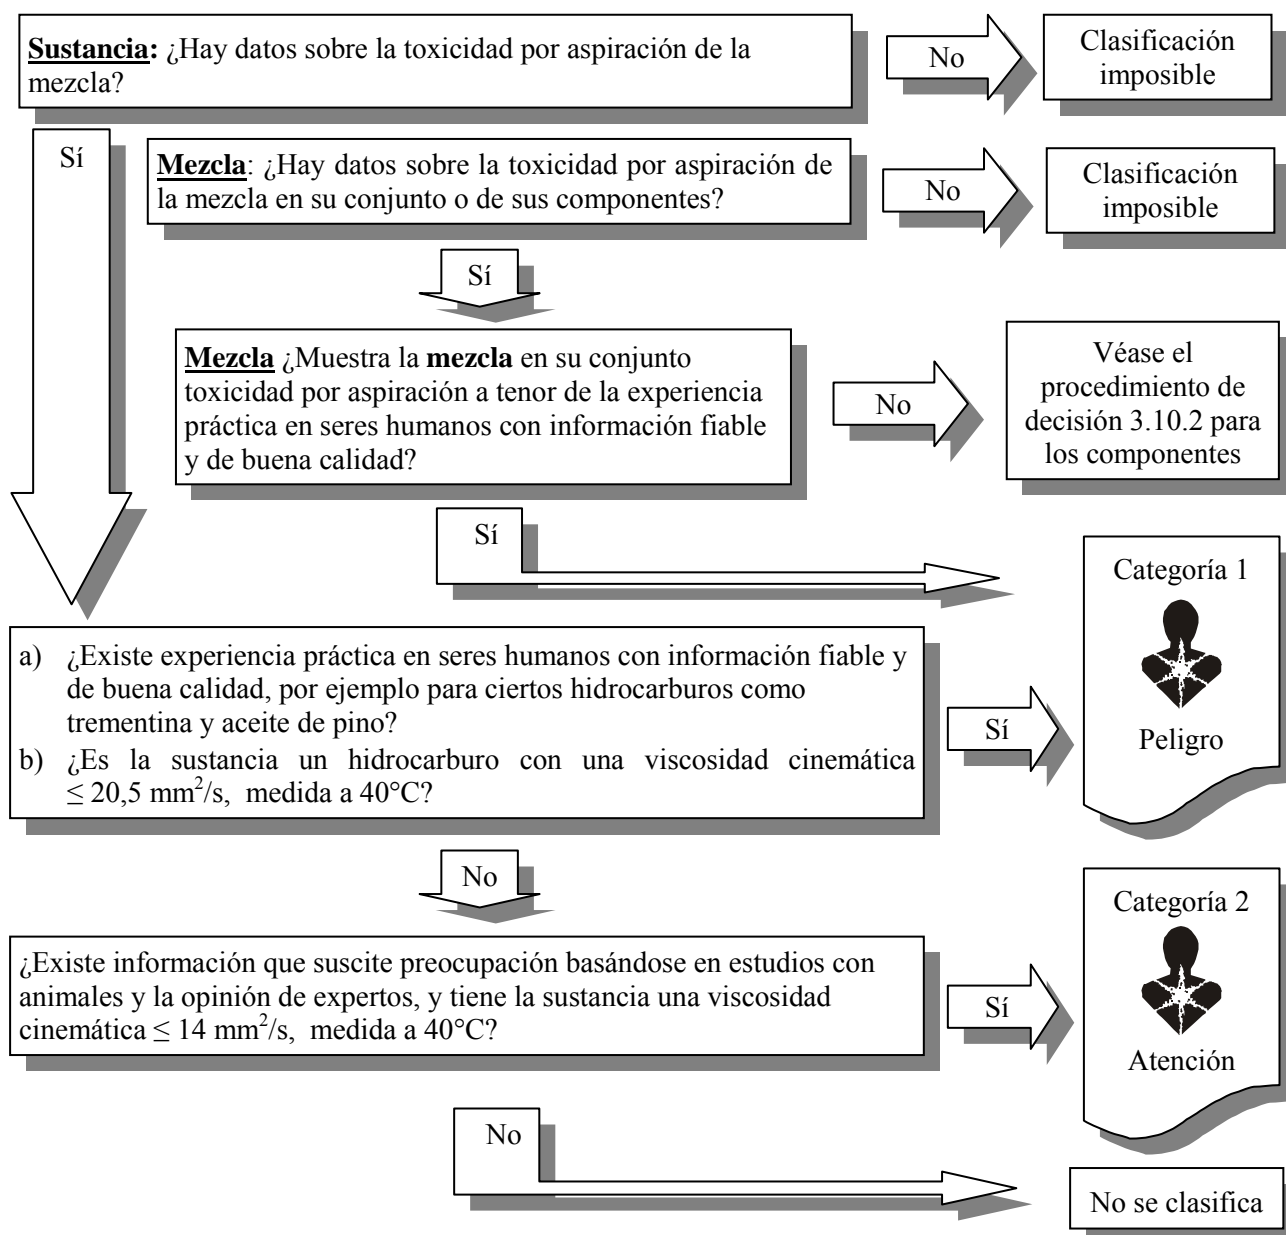 Sustancia: ¿Hay datos sobre la toxicidad por aspiración de la
mezcla?
No
Clasificación
imposible
Sí
Mezcla: ¿Hay datos sobre la toxicidad por aspiración de
la mezcla en su conjunto o de sus componentes?
No
Clasificación
imposible
Sí
Mezcla ¿Muestra la mezcla en su conjunto
toxicidad por aspiración a tenor de la experiencia
práctica en seres humanos con información fiable
y de buena calidad?
No
Véase el
procedimiento de
decisión 3.10.2 para
los componentes
Sí
Categoría 1
Peligro
a) ¿Existe experiencia práctica en seres humanos con información fiable y
de buena calidad, por ejemplo para ciertos hidrocarburos como
trementina y aceite de pino?
b) ¿Es la sustancia un hidrocarburo con una viscosidad cinemática
≤ 20,5 mm²/s, medida a 40°C?
Sí
No
Categoría 2
Atención
¿Existe información que suscite preocupación basándose en estudios con
animales y la opinión de expertos, y tiene la sustancia una viscosidad
cinemática ≤ 14 mm²/s, medida a 40°C?
Sí
No
No se clasifica